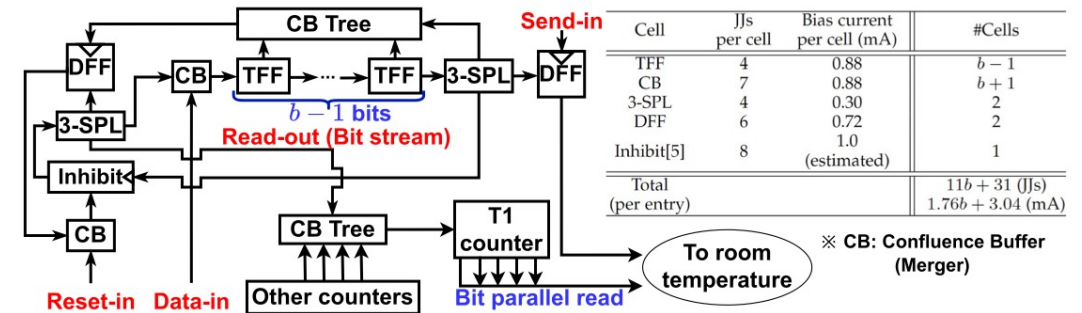 CB Tree
Send-in
DFF
CB
TFF
...
TFF
3-SPL
DFF
b − 1 bits
3-SPL
Read-out (Bit stream)
Inhibit
CB
CB Tree
T1
counter
To room
temperature
Other counters
Reset-in
Data-in
Bit parallel read
Cell JJs per cell Bias current per cell (mA) #Cells
TFF 4 0.88 b − 1
CB 7 0.88 b + 1
3-SPL 4 0.30 2
DFF 6 0.72 2
Inhibit[5] 8 1.0 (estimated) 1
Total 11b + 31 (JJs)
(per entry) 1.76b + 3.04 (mA)
※ CB: Confluence Buffer
(Merger)